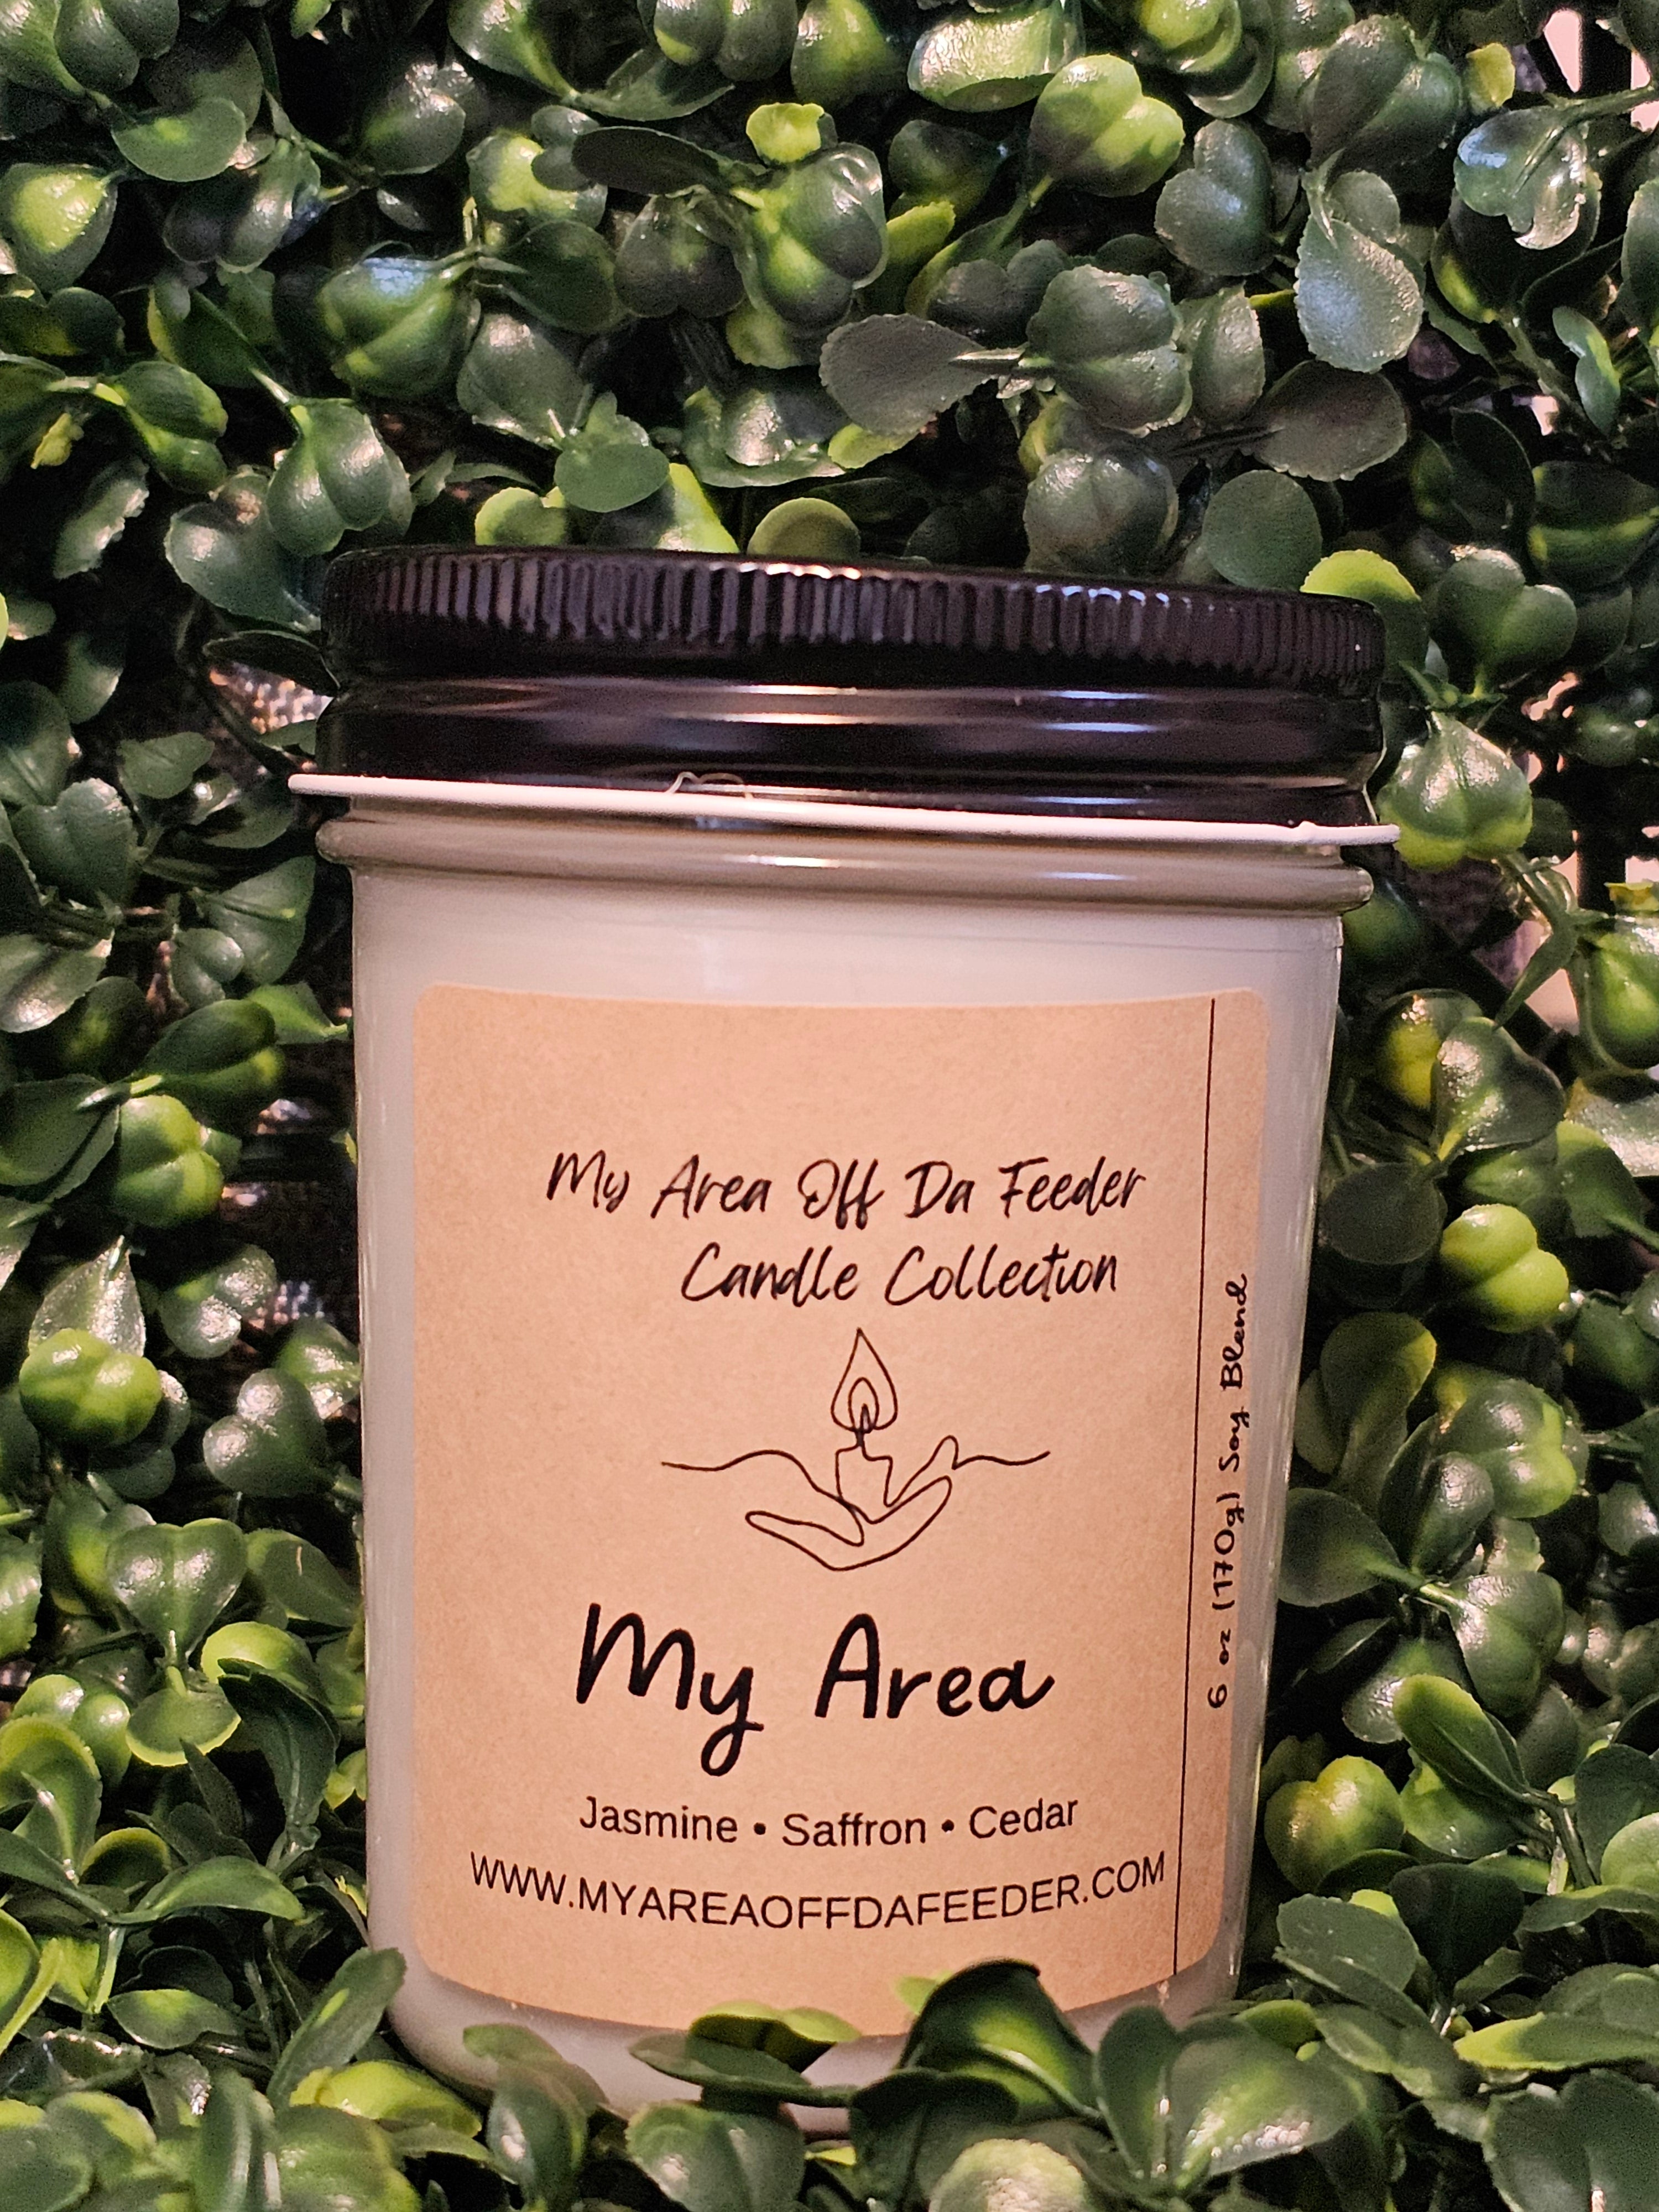 My Area Off Da Feeder
Candle Collection
My Area
Jasmine • Saffron • Cedar
WWW.MYAREAOFFDAFEEDER.COM
6 oz (170g) Soy Blend